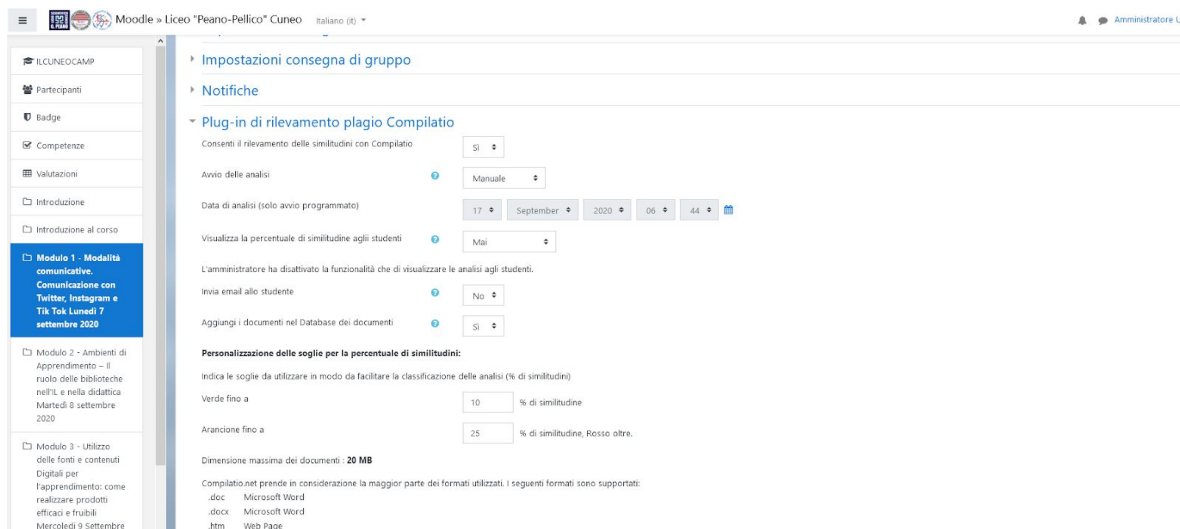 Moodle » Liceo "Peano-Pellico" Cuneo Italiano (it)
Amministratore U
ILCUNEOCAMP
Partecipanti
Badge
Competenze
Valutazioni
Introduzione
Introduzione al corso
Modulo 1 - Modalità
comunicative.
Comunicazione con
Twitter, Instagram e
Tik Tok Lunedì 7
settembre 2020
Modulo 2 - Ambienti di
Apprendimento – Il
ruolo delle biblioteche
nell'IL e nella didattica
Martedì 8 settembre
2020
Modulo 3 - Utilizzo
delle fonti e contenuti
Digitali per
l'apprendimento: come
realizzare prodotti
efficaci e fruibili
Mercoledì 9 Settembre
Impostazioni consegna di gruppo
Notifiche
Plug-in di rilevamento plagio Compilatio
Consenti il rilevamento delle similitudini con Compilatio Sì
Avvio delle analisi Manuale
Data di analisi (solo avvio programmato) 17 September 2020 06 44
Visualizza la percentuale di similitudine aglii studenti Mai
L'amministratore ha disattivato la funzionalità che di visualizzare le analisi agli studenti.
Invia email allo studente No
Aggiungi i documenti nel Database dei documenti Sì
Personalizzazione delle soglie per la percentuale di similitudini:
Indica le soglie da utilizzare in modo da facilitare la classificazione delle analisi (% di similitudini)
Verde fino a 10 % di similitudine
Arancione fino a 25 % di similitudine, Rosso oltre.
Dimensione massima dei documenti : 20 MB
Compilatio.net prende in considerazione la maggior parte dei formati utilizzati. I seguenti formati sono supportati:
.doc Microsoft Word
.docx Microsoft Word
.htm Web Page